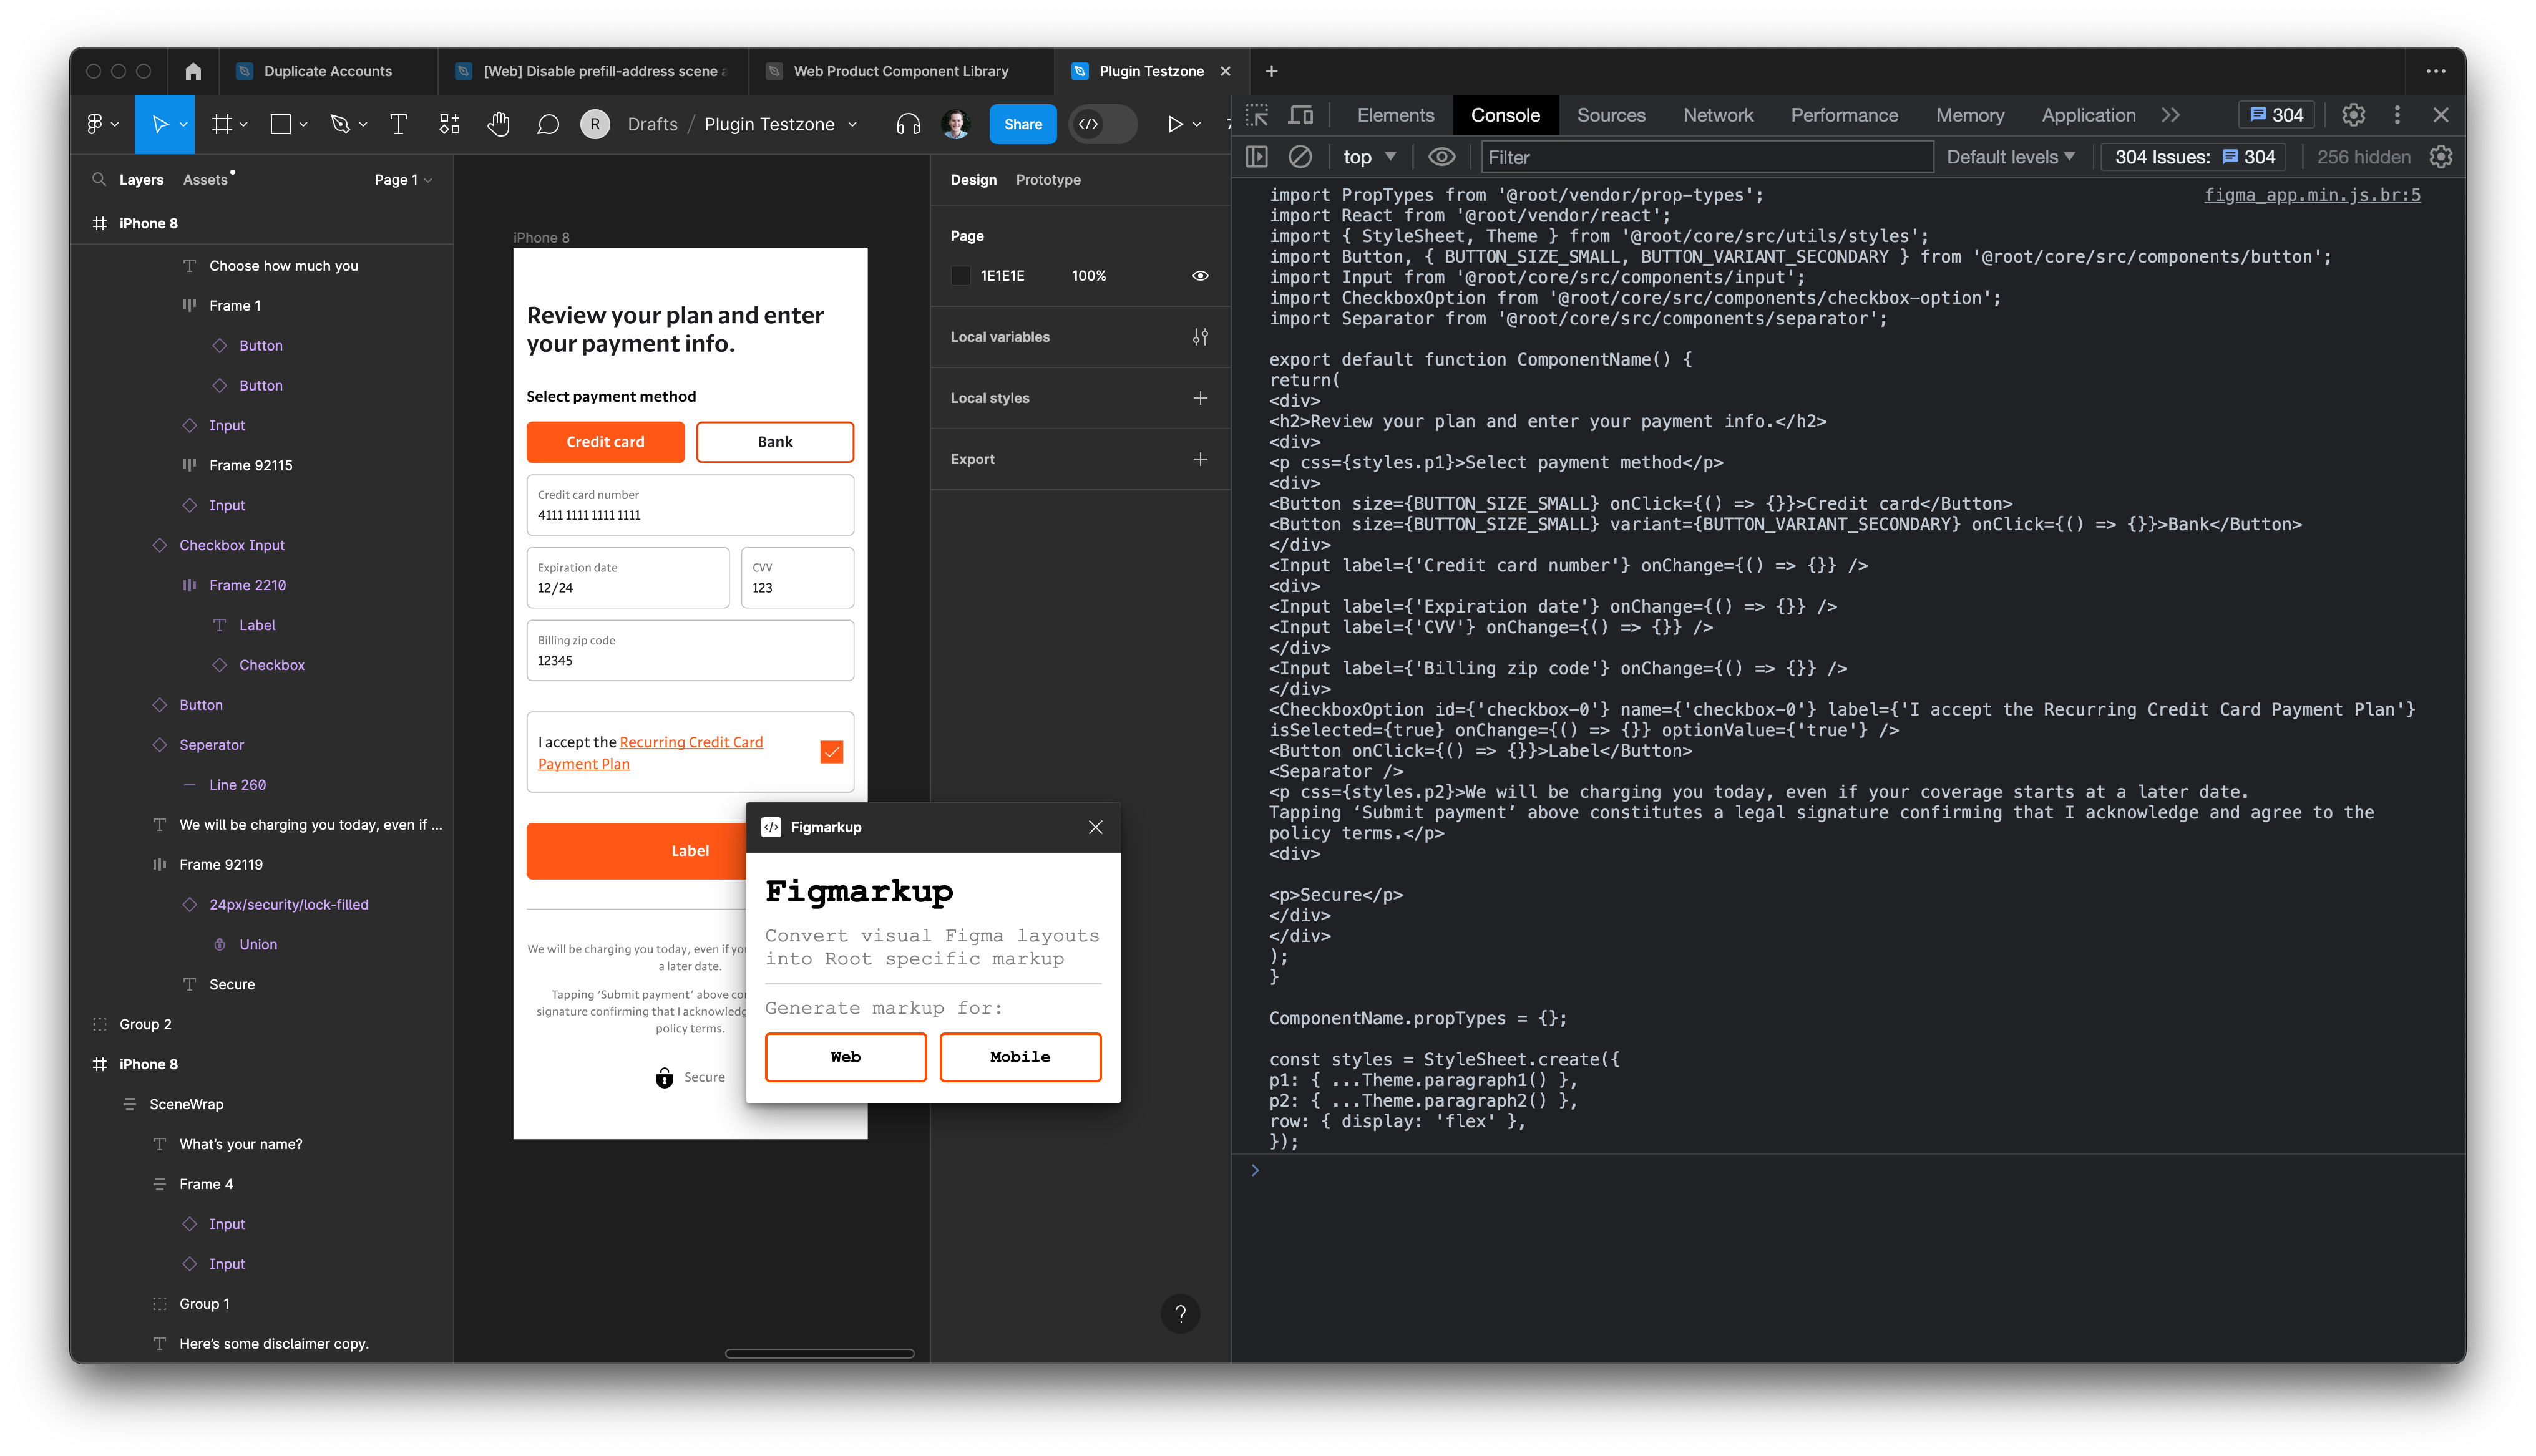 Duplicate Accounts
[Web] Disable prefill-address scene
Web Product Component Library
Plugin Testzone
R
Drafts / Plugin Testzone
Share
Elements
Console
Sources
Network
Performance
Memory
Application
304
top
Filter
Default levels
304 Issues: 304
256 hidden
Layers
Assets
Page 1
iPhone 8
Choose how much you
Frame 1
Button
Button
Input
Frame 92115
Input
Checkbox Input
Frame 2210
Label
Checkbox
Button
Seperator
Line 260
We will be charging you today, even if ...
Frame 92119
24px/security/lock-filled
Union
Secure
Group 2
iPhone 8
SceneWrap
What’s your name?
Frame 4
Input
Input
Group 1
Here’s some disclaimer copy.
iPhone 8
Review your plan and enter
your payment info.
Select payment method
Credit card
Bank
Credit card number
4111 1111 1111 1111
Expiration date
12/24
CVV
123
Billing zip code
12345
I accept the Recurring Credit Card
Payment Plan
Label
We will be charging you today, even if you
a later date.
Tapping ‘Submit payment’ above
signature confirming that I
policy terms.
Secure
Figmarkup
Figmarkup
Convert visual Figma layouts
into Root specific markup
Generate markup for:
Web
Mobile
Design
Prototype
Page
1E1E1E
100%
Local variables
Local styles
Export
?
figma_app.min.js.br:5
import PropTypes from '@root/vendor/prop-types';
import React from '@root/vendor/react';
import { StyleSheet, Theme } from '@root/core/src/utils/styles';
import Button, { BUTTON_SIZE_SMALL, BUTTON_VARIANT_SECONDARY } from '@root/core/src/components/button';
import Input from '@root/core/src/components/input';
import CheckboxOption from '@root/core/src/components/checkbox-option';
import Separator from '@root/core/src/components/separator';
export default function ComponentName() {
return(
<div>
<h2>Review your plan and enter your payment info.</h2>
<div>
<p css={styles.p1}>Select payment method</p>
<div>
<Button size={BUTTON_SIZE_SMALL} onClick={() => {}}>Credit card</Button>
<Button size={BUTTON_SIZE_SMALL} variant={BUTTON_VARIANT_SECONDARY} onClick={() => {}}>Bank</Button>
</div>
<Input label={'Credit card number'} onChange={() => {}} />
<div>
<Input label={'Expiration date'} onChange={() => {}} />
<Input label={'CVV'} onChange={() => {}} />
</div>
<Input label={'Billing zip code'} onChange={() => {}} />
</div>
<CheckboxOption id={'checkbox-0'} name={'checkbox-0'} label={'I accept the Recurring Credit Card Payment Plan'}
isSelected={true} onChange={() => {}} optionValue={'true'} />
<Button onClick={() => {}}>Label</Button>
<Separator />
<p css={styles.p2}>We will be charging you today, even if your coverage starts at a later date.
Tapping ‘Submit payment’ above constitutes a legal signature confirming that I acknowledge and agree to the
policy terms.</p>
<div>
<p>Secure</p>
</div>
</div>
);
}
ComponentName.propTypes = {};
const styles = StyleSheet.create({
p1: { ...Theme.paragraph1() },
p2: { ...Theme.paragraph2() },
row: { display: 'flex' },
});